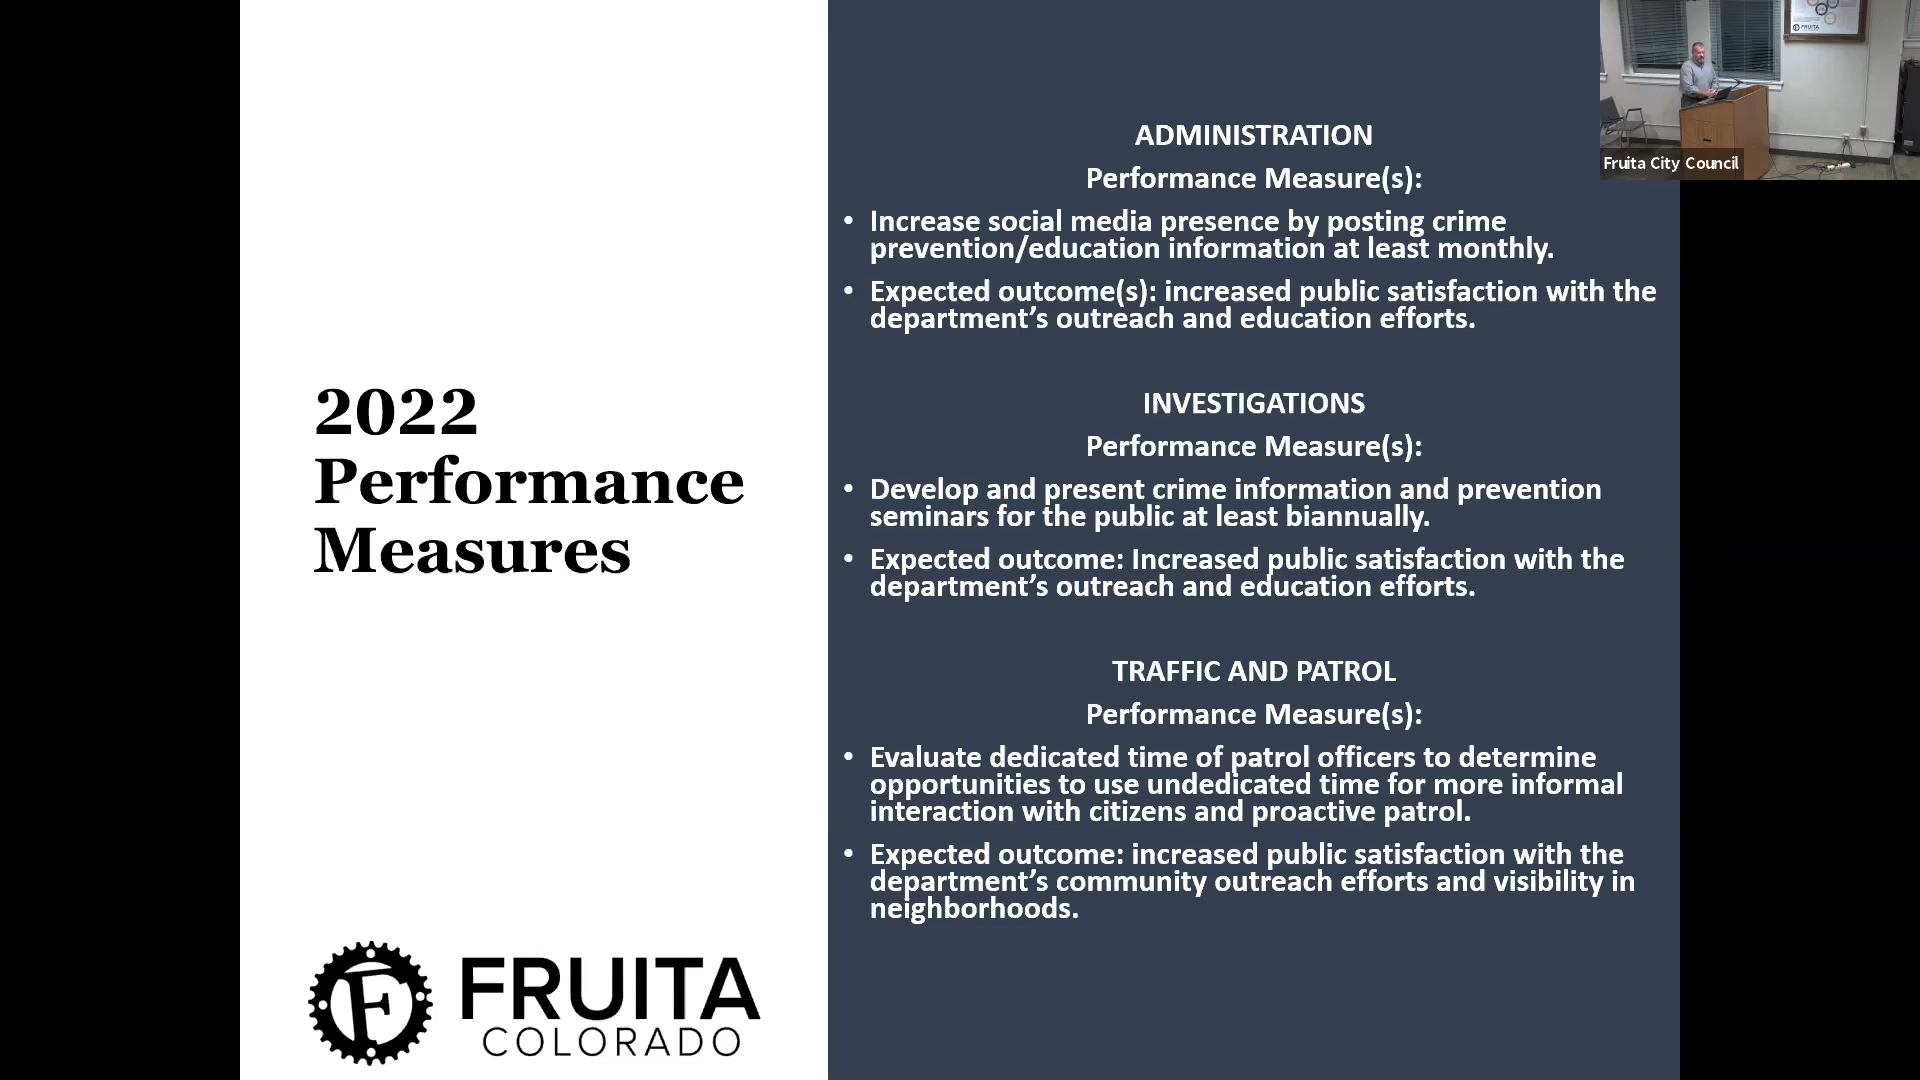 2022
Performance
Measures
FRUITA
COLORADO
ADMINISTRATION
Performance Measure(s):
• Increase social media presence by posting crime
prevention/education information at least monthly.
• Expected outcome(s): increased public satisfaction with the
department’s outreach and education efforts.
INVESTIGATIONS
Performance Measure(s):
• Develop and present crime information and prevention
seminars for the public at least biannually.
• Expected outcome: Increased public satisfaction with the
department’s outreach and education efforts.
TRAFFIC AND PATROL
Performance Measure(s):
• Evaluate dedicated time of patrol officers to determine
opportunities to use undedicated time for more informal
interaction with citizens and proactive patrol.
• Expected outcome: increased public satisfaction with the
department’s community outreach efforts and visibility in
neighborhoods.
FRUITA
Fruita City Council